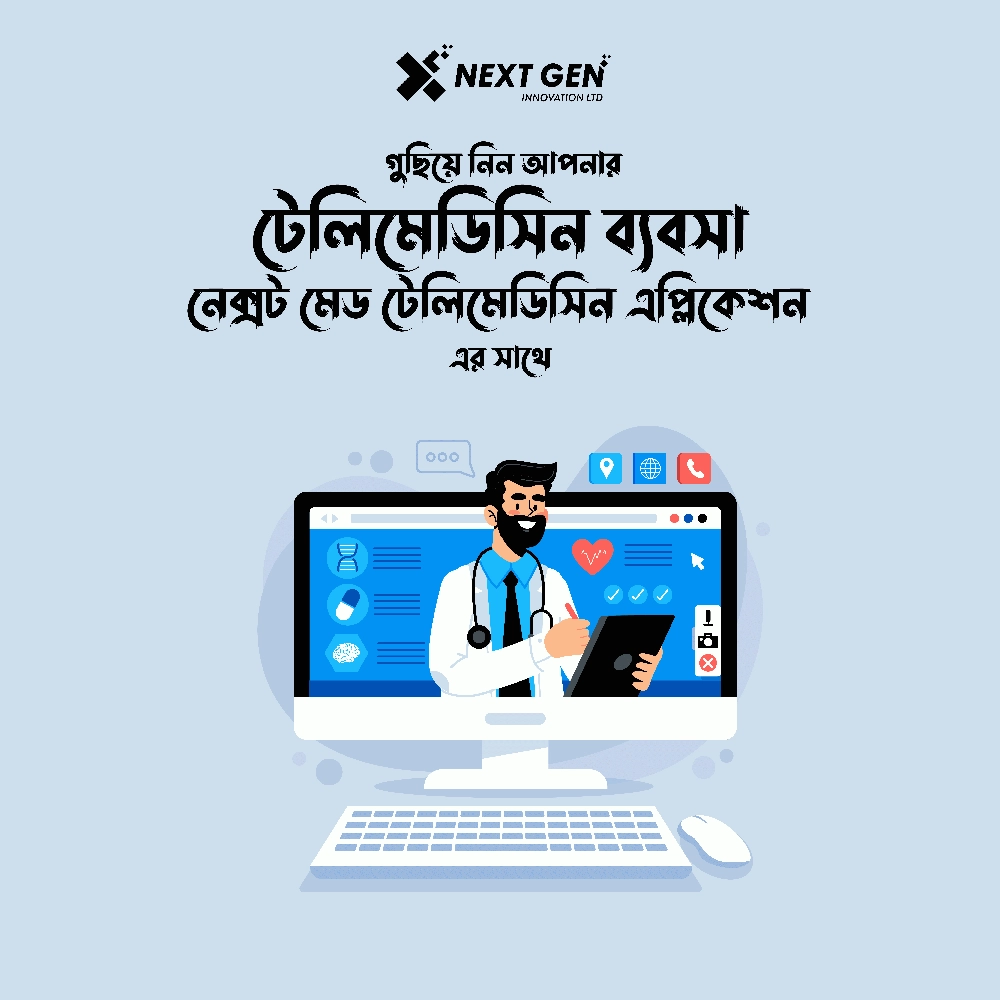 NEXT GEN
INNOVATION LTD
গুছিয়ে নিন আপনার
টেলিমেডিসিন ব্যবসা
নেক্সট মেড টেলিমেডিসিন এপ্লিকেশন
এর সাথে